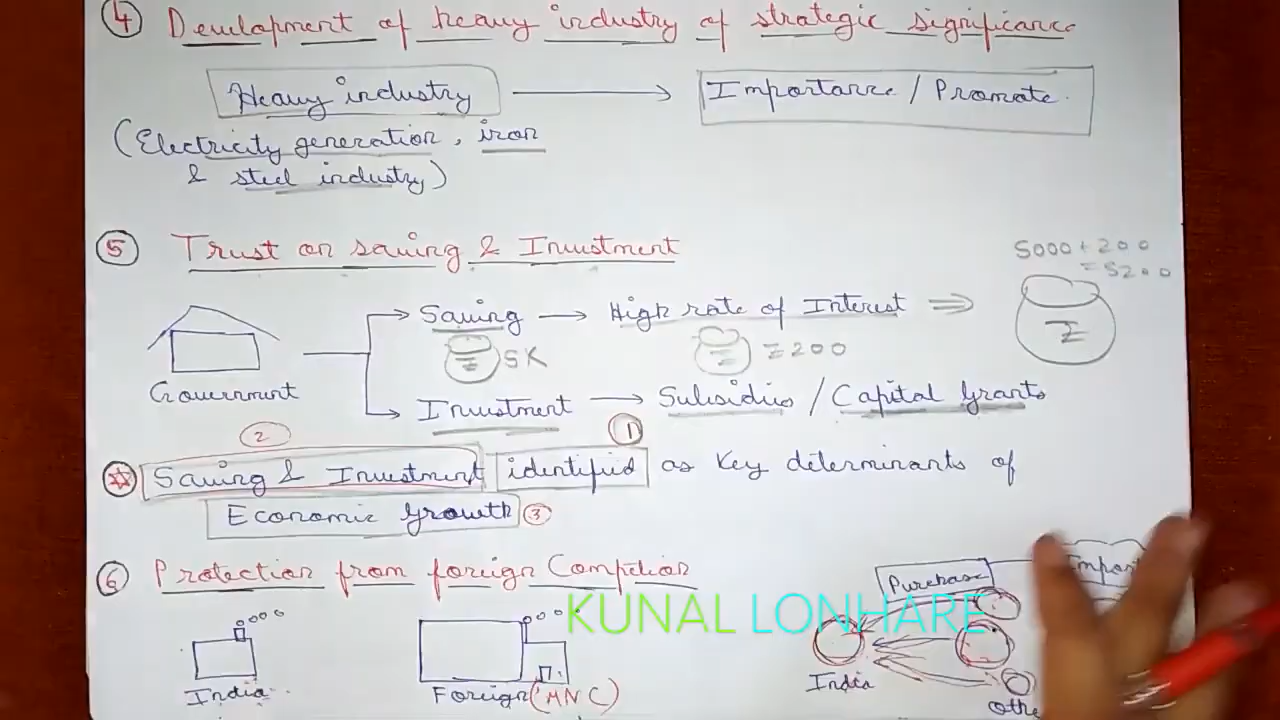 ④ Development of heavy industry of strategic significance
Heavy industry → Importance / Promote.
(Electricity generation, iron
& steel industry)
⑤ Trust on saving & Investment
5000 + 200
= 5200
Saving → High rate of Interest ⇒
5K
200
Government
Investment → Subsidies / Capital Grants
② ①
Saving & Investment identified as Key determinants of
Economic Growth ③
⑥ Protection from foreign Competion
Purchase
Import
KUNAL LONHARE
India
Foreign (MNC)
India